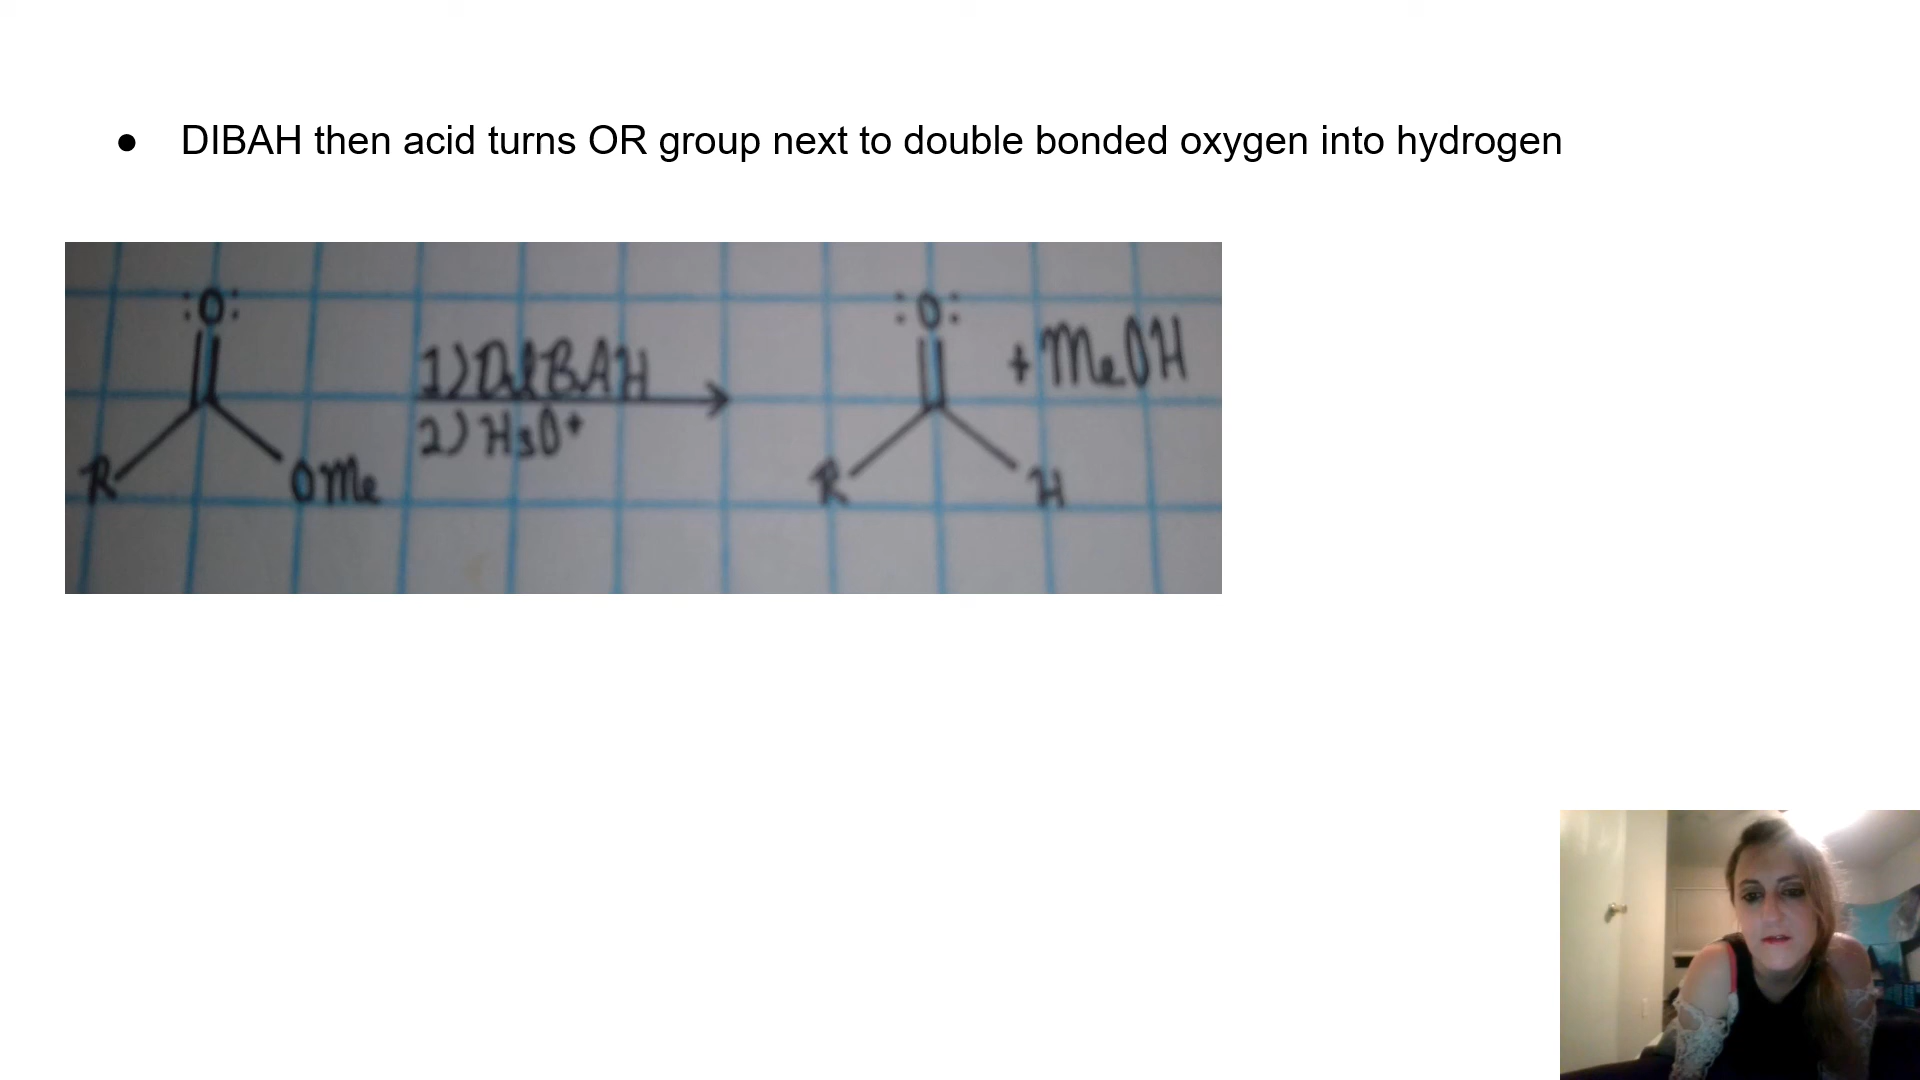 ● DIBAH then acid turns OR group next to double bonded oxygen into hydrogen
:O: :O:
1) DIBAH + MeOH
2) H3O+
R OMe R H